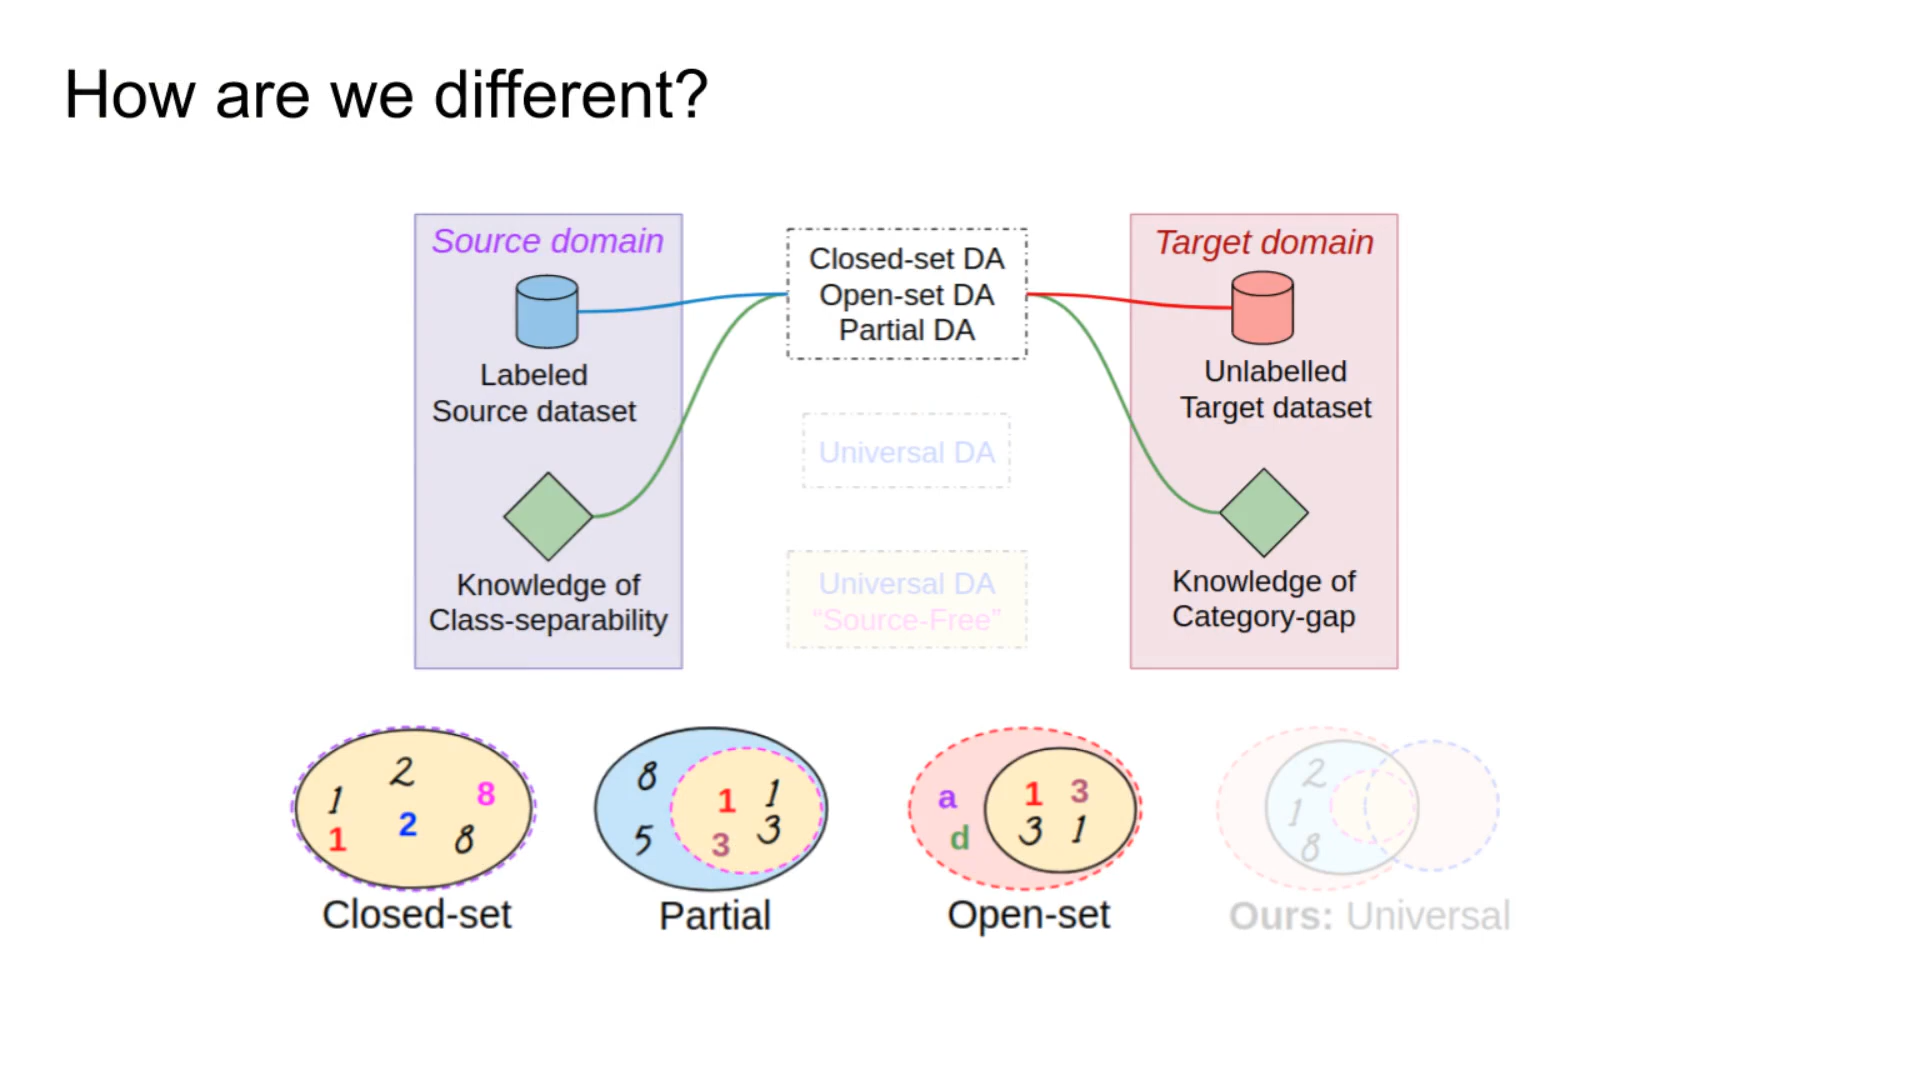 How are we different?
Source domain
Labeled
Source dataset
Knowledge of
Class-separability
Closed-set DA
Open-set DA
Partial DA
Universal DA
Universal DA
“Source-Free”
Target domain
Unlabelled
Target dataset
Knowledge of
Category-gap
1 2 8
1 2 8
Closed-set
8 1 1
5 3 3
Partial
a 1 3
d 3 1
Open-set
2
1
8
Ours: Universal